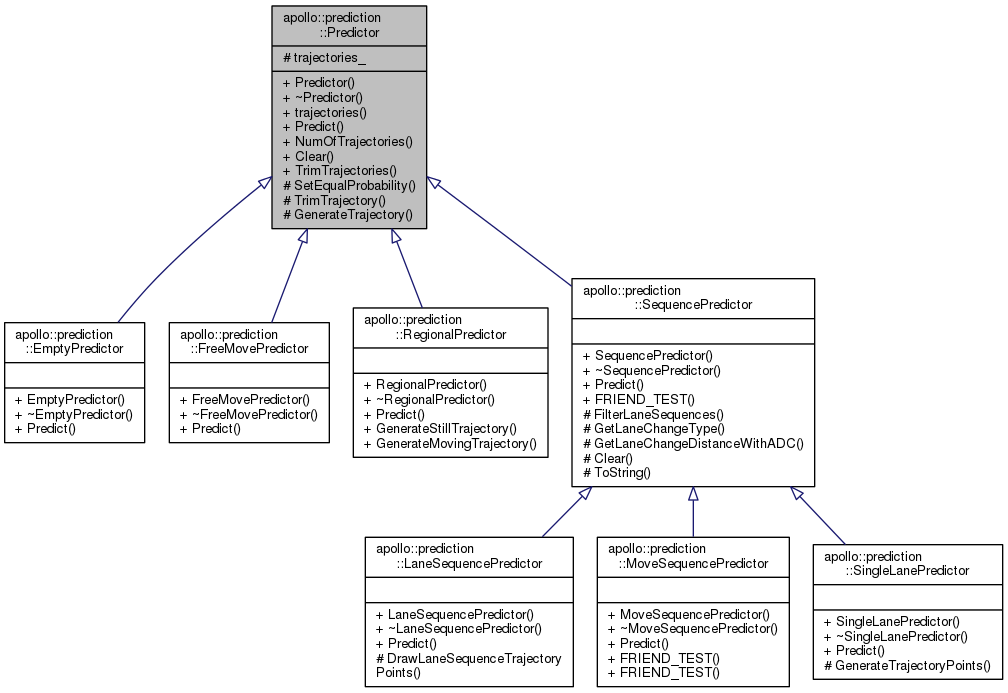 apollo::prediction
::Predictor
# trajectories_
+ Predictor()
+ ~Predictor()
+ trajectories()
+ Predict()
+ NumOfTrajectories()
+ Clear()
+ TrimTrajectories()
# SetEqualProbability()
# TrimTrajectory()
# GenerateTrajectory()
apollo::prediction
::EmptyPredictor
+ EmptyPredictor()
+ ~EmptyPredictor()
+ Predict()
apollo::prediction
::FreeMovePredictor
+ FreeMovePredictor()
+ ~FreeMovePredictor()
+ Predict()
apollo::prediction
::RegionalPredictor
+ RegionalPredictor()
+ ~RegionalPredictor()
+ Predict()
+ GenerateStillTrajectory()
+ GenerateMovingTrajectory()
apollo::prediction
::SequencePredictor
+ SequencePredictor()
+ ~SequencePredictor()
+ Predict()
+ FRIEND_TEST()
# FilterLaneSequences()
# GetLaneChangeType()
# GetLaneChangeDistanceWithADC()
# Clear()
# ToString()
apollo::prediction
::LaneSequencePredictor
+ LaneSequencePredictor()
+ ~LaneSequencePredictor()
+ Predict()
# DrawLaneSequenceTrajectory
Points()
apollo::prediction
::MoveSequencePredictor
+ MoveSequencePredictor()
+ ~MoveSequencePredictor()
+ Predict()
+ FRIEND_TEST()
+ FRIEND_TEST()
apollo::prediction
::SingleLanePredictor
+ SingleLanePredictor()
+ ~SingleLanePredictor()
+ Predict()
# GenerateTrajectoryPoints()